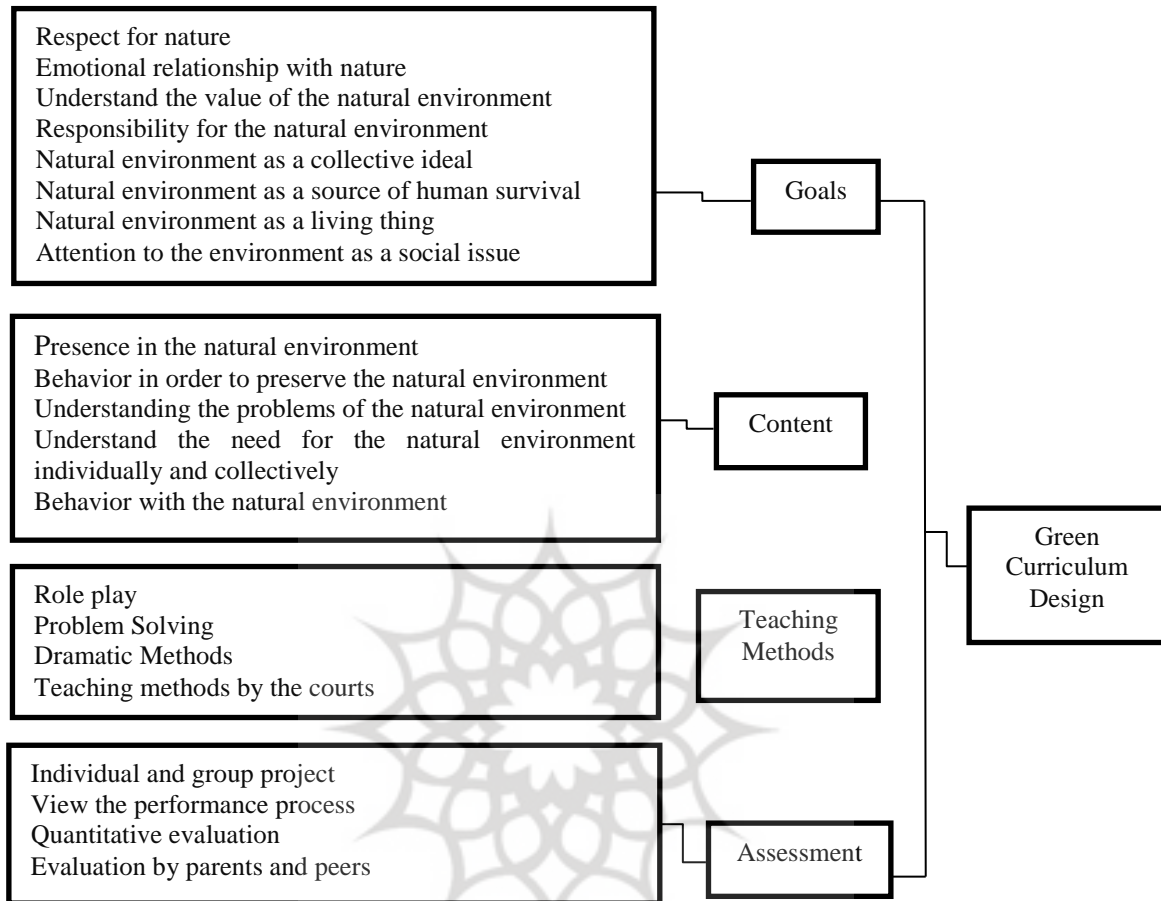 Respect for nature
Emotional relationship with nature
Understand the value of the natural environment
Responsibility for the natural environment
Natural environment as a collective ideal
Natural environment as a source of human survival
Natural environment as a living thing
Attention to the environment as a social issue
Goals
Presence in the natural environment
Behavior in order to preserve the natural environment
Understanding the problems of the natural environment
Understand the need for the natural environment
individually and collectively
Behavior with the natural environment
Content
Role play
Problem Solving
Dramatic Methods
Teaching methods by the courts
Teaching
Methods
Individual and group project
View the performance process
Quantitative evaluation
Evaluation by parents and peers
Assessment
Green
Curriculum
Design